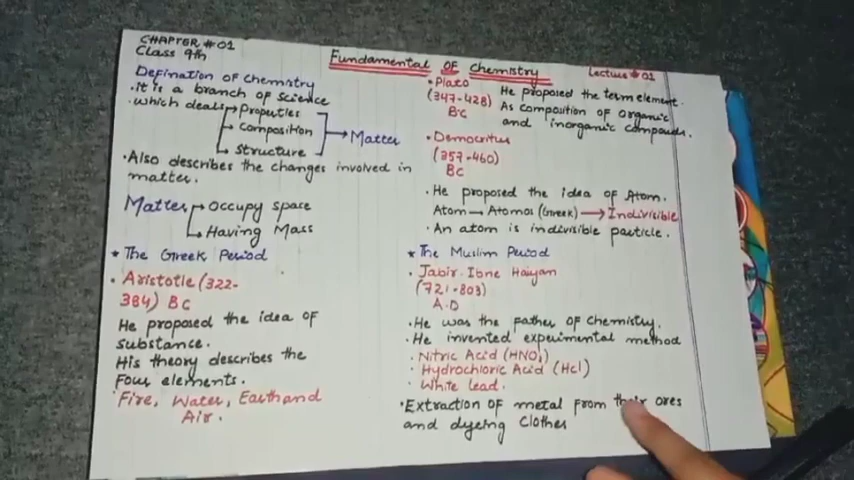 CHAPTER # 01
Class 9th
Fundamental OF Chemistry
Lecture # 01
Defination of Chemistry
• It is a branch of Science
which deals → Properties
→ Composition
→ Structure
→ Matter
• Also describes the changes involved in
matter.
Matter → Occupy space
→ Having Mass
* The Greek Period
• Aristotle (322-
384) BC
He proposed the idea of
substance.
His theory describes the
Four elements.
• Fire, Water, Earth and
Air.
• Plato
(347-428)
BC
He proposed the term element.
As composition of organic
and inorganic compounds.
• Democritus
(357-460)
BC
• He proposed the idea of Atom.
Atom → Atomos (Greek) → Indivisible
• An atom is indivisible particle.
* The Muslim Period
• Jabir-Ibne Haiyan
(721-803)
A.D
• He was the father of Chemistry.
• He invented experimental method
• Nitric Acid (HNO3)
• Hydrochloric Acid (HCl)
• White lead.
• Extraction of metal from their ores
and dyeing clothes